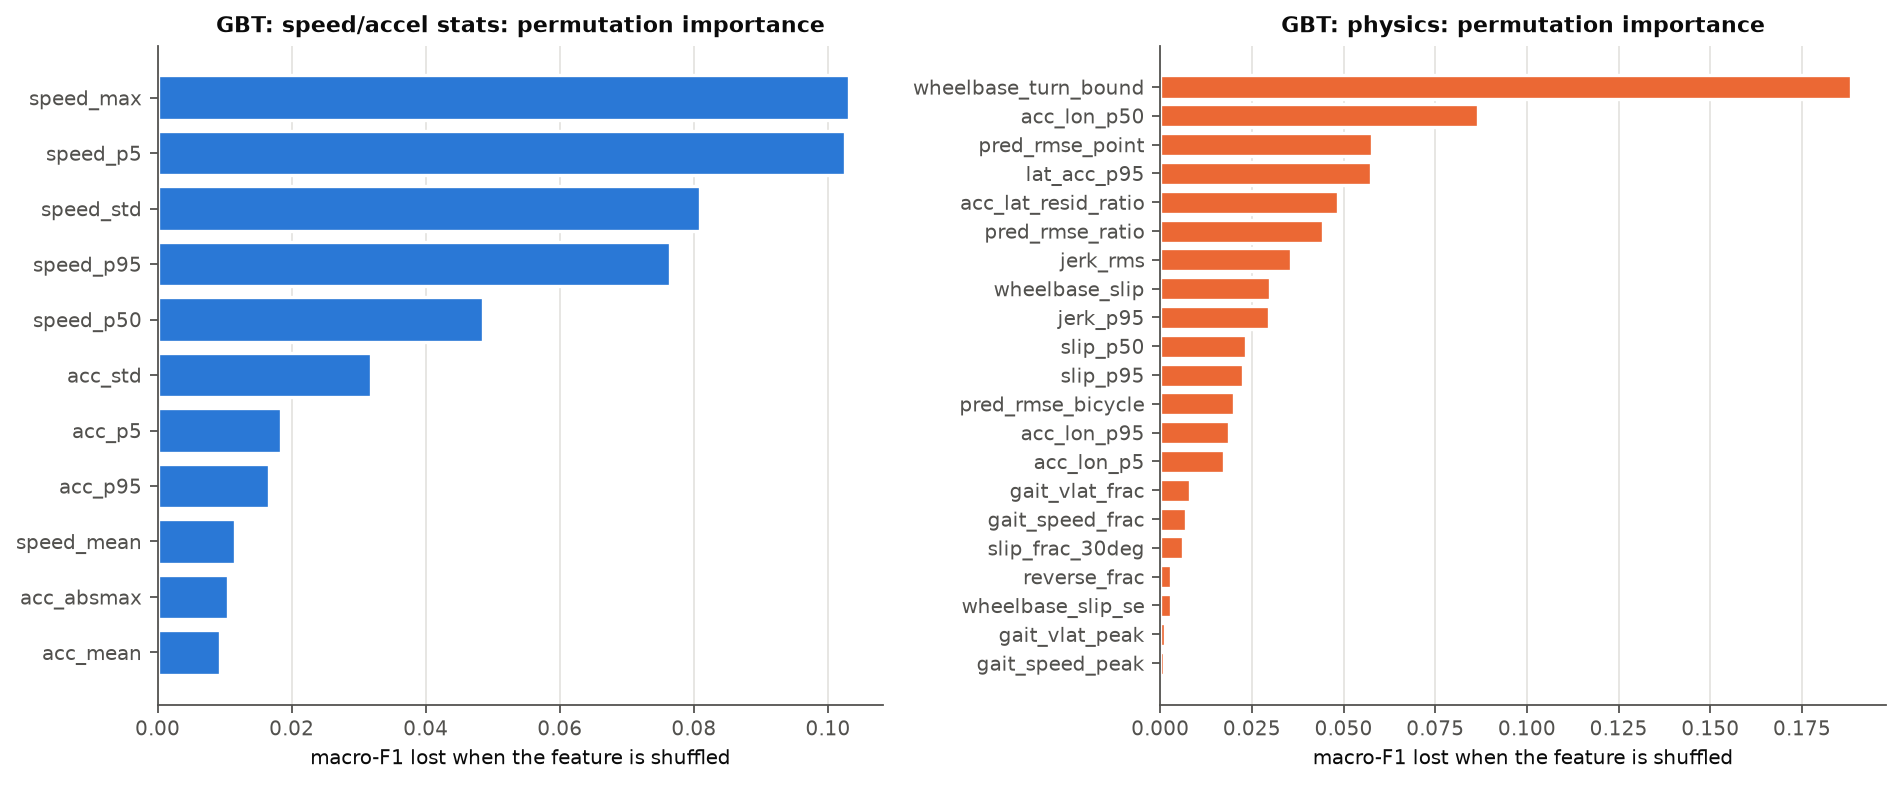 GBT: speed/accel stats: permutation importance
speed_max
speed_p5
speed_std
speed_p95
speed_p50
acc_std
acc_p5
acc_p95
speed_mean
acc_absmax
acc_mean
0.00 0.02 0.04 0.06 0.08 0.10
macro-F1 lost when the feature is shuffled
GBT: physics: permutation importance
wheelbase_turn_bound
acc_lon_p50
pred_rmse_point
lat_acc_p95
acc_lat_resid_ratio
pred_rmse_ratio
jerk_rms
wheelbase_slip
jerk_p95
slip_p50
slip_p95
pred_rmse_bicycle
acc_lon_p95
acc_lon_p5
gait_vlat_frac
gait_speed_frac
slip_frac_30deg
reverse_frac
wheelbase_slip_se
gait_vlat_peak
gait_speed_peak
0.000 0.025 0.050 0.075 0.100 0.125 0.150 0.175
macro-F1 lost when the feature is shuffled